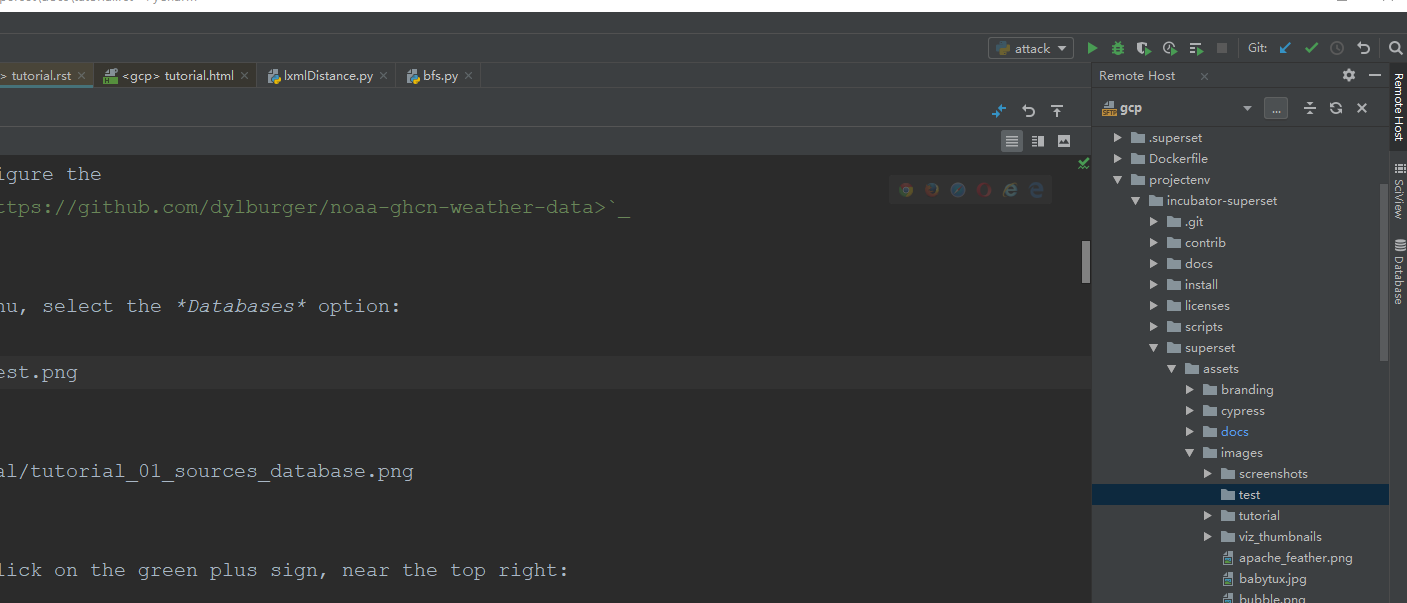 attack
Git:
> tutorial.rst
<gcp> tutorial.html
lxmlDistance.py
bfs.py
Remote Host
gcp
...
igure the
ttps://github.com/dylburger/noaa-ghcn-weather-data>`_
nu, select the *Databases* option:
est.png
al/tutorial_01_sources_database.png
lick on the green plus sign, near the top right:
.superset
Dockerfile
projectenv
incubator-superset
.git
contrib
docs
install
licenses
scripts
superset
assets
branding
cypress
docs
images
screenshots
test
tutorial
viz_thumbnails
apache_feather.png
babytux.jpg
bubble.png
Remote Host
SciView
Database